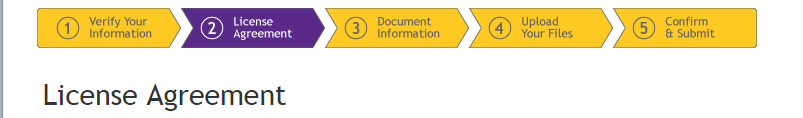 1 Verify Your
Information
2 License
Agreement
3 Document
Information
4 Upload
Your Files
5 Confirm
& Submit
License Agreement